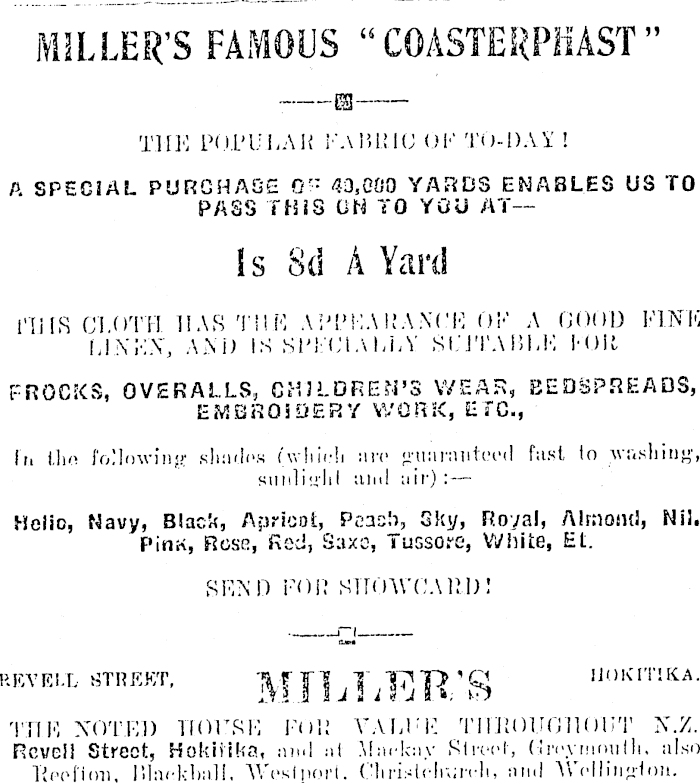 MILLER'S FAMOUS "COASTERPHAST"
THE POPULAR FABRIC OF TO-DAY!
A SPECIAL PURCHASE OF 40,000 YARDS ENABLES US TO
PASS THIS ON TO YOU AT—
1s 8d A Yard
THIS CLOTH HAS THE APPEARANCE OF A GOOD FINE
LINEN, AND IS SPECIALLY SUITABLE FOR
FROCKS, OVERALLS, CHILDREN'S WEAR, BEDSPREADS,
EMBROIDERY WORK, ETC.,
In the following shades (which are guaranteed fast to washing,
sunlight and air):—
Helio, Navy, Black, Apricot, Peach, Sky, Royal, Almond, Nil.
Pink, Rose, Red, Saxe, Tussore, White, Et.
SEND FOR SHOWCARD!
REVELL STREET, MILLER'S HOKITIKA.
THE NOTED HOUSE FOR VALUE THROUGHOUT N.Z.
Revell Street, Hokitika, and at Mackay Street, Greymouth, also
Reefton, Blackball, Westport, Christchurch, and Wellington.